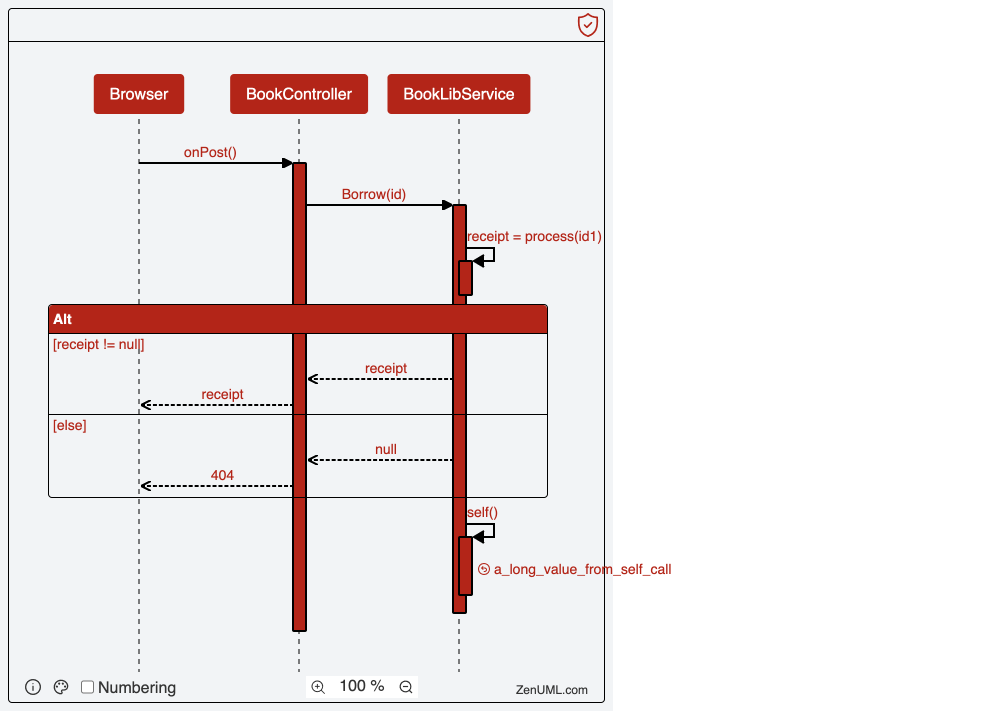 Browser
BookController
BookLibService
onPost()
Borrow(id)
receipt = process(id1)
Alt
[receipt != null]
receipt
receipt
[else]
null
404
self()
a_long_value_from_self_call
Numbering
100 %
ZenUML.com